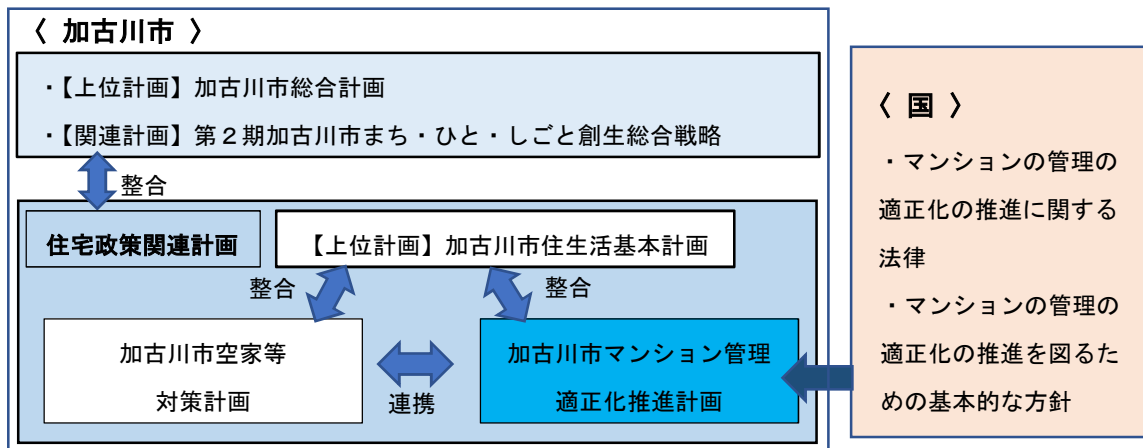 〈 加古川市 〉
・【上位計画】加古川市総合計画
・【関連計画】第２期加古川市まち・ひと・しごと創生総合戦略
整合
住宅政策関連計画
【上位計画】加古川市住生活基本計画
整合
整合
加古川市空家等
対策計画
連携
加古川市マンション管理
適正化推進計画
〈 国 〉
・マンションの管理の
適正化の推進に関する
法律
・マンションの管理の
適正化の推進を図るた
めの基本的な方針